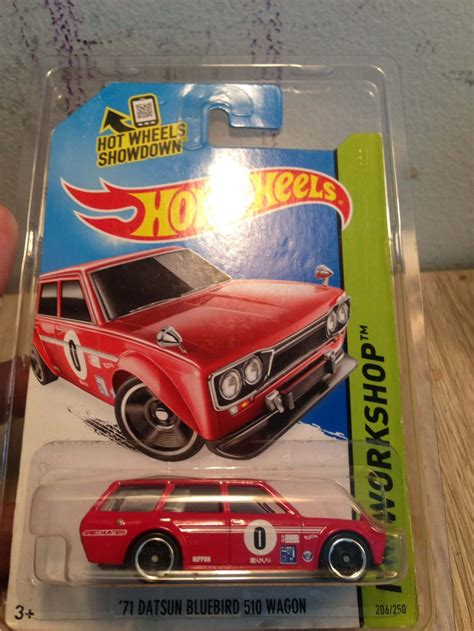 HOT WHEELS
SHOWDOWN
Hot Wheels
0
WORKSHOP™
0
NIPPON
3+
'71 DATSUN BLUEBIRD 510 WAGON
206/250